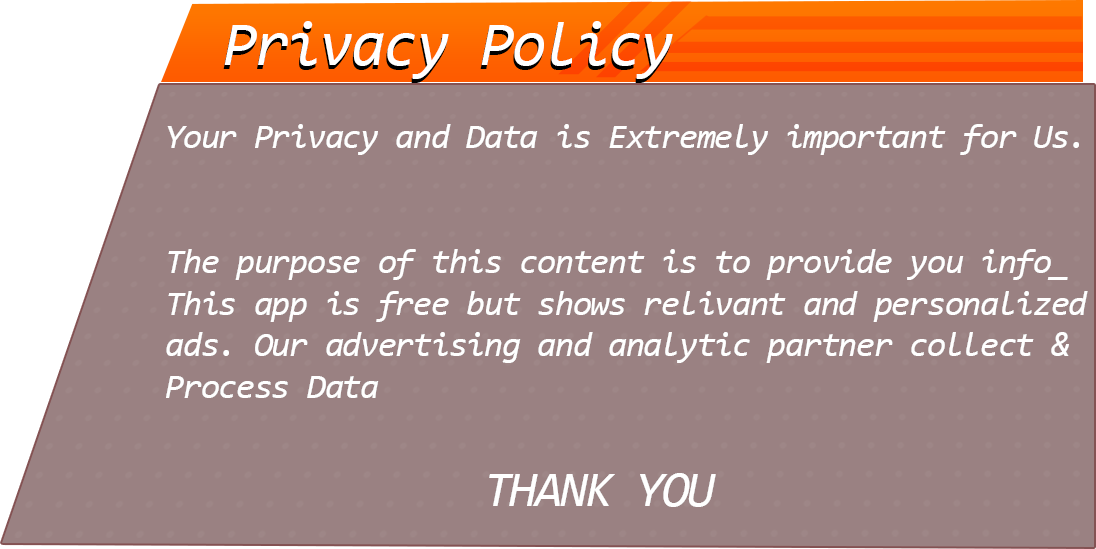 Privacy Policy
Your Privacy and Data is Extremely important for Us.
The purpose of this content is to provide you info_
This app is free but shows relivant and personalized
ads. Our advertising and analytic partner collect &
Process Data
THANK YOU